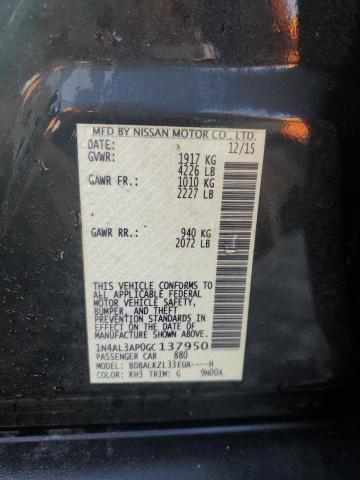 MFD BY NISSAN MOTOR CO., LTD.
DATE: 12/15
GVWR: 1917 KG
4226 LB
GAWR FR: 1010 KG
2227 LB
GAWR RR: 940 KG
2072 LB
THIS VEHICLE CONFORMS TO
ALL APPLICABLE FEDERAL
MOTOR VEHICLE SAFETY,
BUMPER, AND THEFT
PREVENTION STANDARDS
IN EFFECT ON THE DATE OF
MANUFACTURE SHOWN ABOVE.
1N4AL3AP0GC137950
PASSENGER CAR 880
MODEL: BDBALKZL33EUA----H
COLOR: KH3 TRIM: G 9N00A